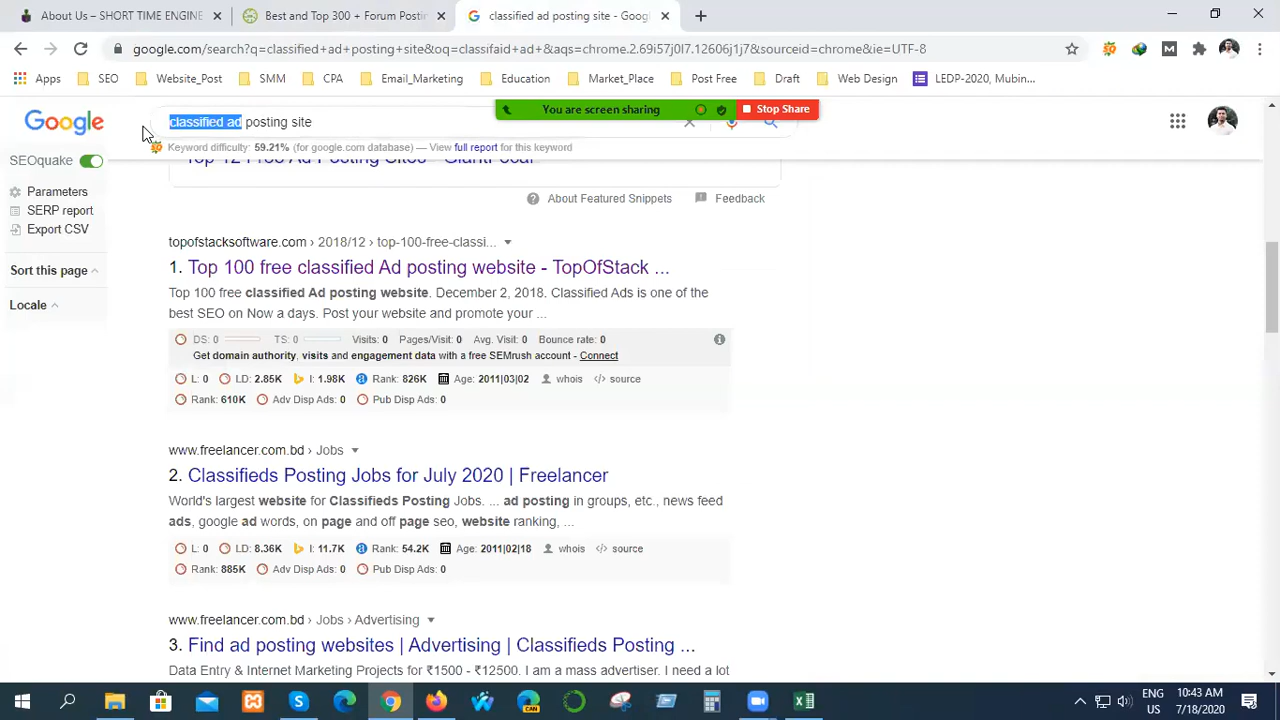 About Us – SHORT TIME ENGINE
Best and Top 300 + Forum Postin
classified ad posting site - Goog
google.com/search?q=classified+ad+posting+site&oq=classifaid+ad+&aqs=chrome.2.69i57j0l7.12606j1j7&sourceid=chrome&ie=UTF-8
Apps SEO Website_Post SMM CPA Email_Marketing Education Market_Place Post Free Draft Web Design LEDP-2020, Mubin...
You are screen sharing Stop Share
Google classified ad posting site
Keyword difficulty: 59.21% (for google.com database) — View full report for this keyword
SEOquake
Parameters
SERP report
Export CSV
Sort this page
Locale
About Featured Snippets Feedback
topofstacksoftware.com › 2018/12 › top-100-free-classi...
1. Top 100 free classified Ad posting website - TopOfStack ...
Top 100 free classified Ad posting website. December 2, 2018. Classified Ads is one of the
best SEO on Now a days. Post your website and promote your ...
DS: 0 TS: 0 Visits: 0 Pages/Visit: 0 Avg. Visit: 0 Bounce rate: 0
Get domain authority, visits and engagement data with a free SEMrush account - Connect
L: 0 LD: 2.85K I: 1.98K Rank: 826K Age: 2011|03|02 whois source
Rank: 610K Adv Disp Ads: 0 Pub Disp Ads: 0
www.freelancer.com.bd › Jobs
2. Classifieds Posting Jobs for July 2020 | Freelancer
World's largest website for Classifieds Posting Jobs. ... ad posting in groups, etc., news feed
ads, google ad words, on page and off page seo, website ranking, ...
L: 0 LD: 8.36K I: 11.7K Rank: 54.2K Age: 2011|02|18 whois source
Rank: 885K Adv Disp Ads: 0 Pub Disp Ads: 0
www.freelancer.com.bd › Jobs › Advertising
3. Find ad posting websites | Advertising | Classifieds Posting ...
Data Entry & Internet Marketing Projects for ₹1500 - ₹12500. I am a mass advertiser. I need a lot
ENG
US
10:43 AM
7/18/2020